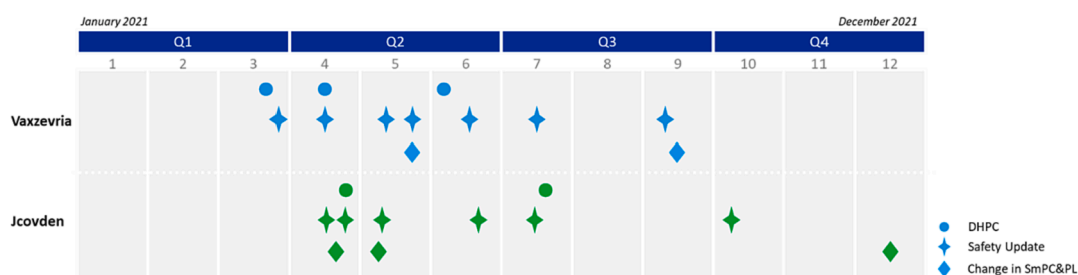 January 2021 December 2021
Q1 Q2 Q3 Q4
1 2 3 4 5 6 7 8 9 10 11 12
Vaxzevria
Jcovden
DHPC
Safety Update
Change in SmPC&PL